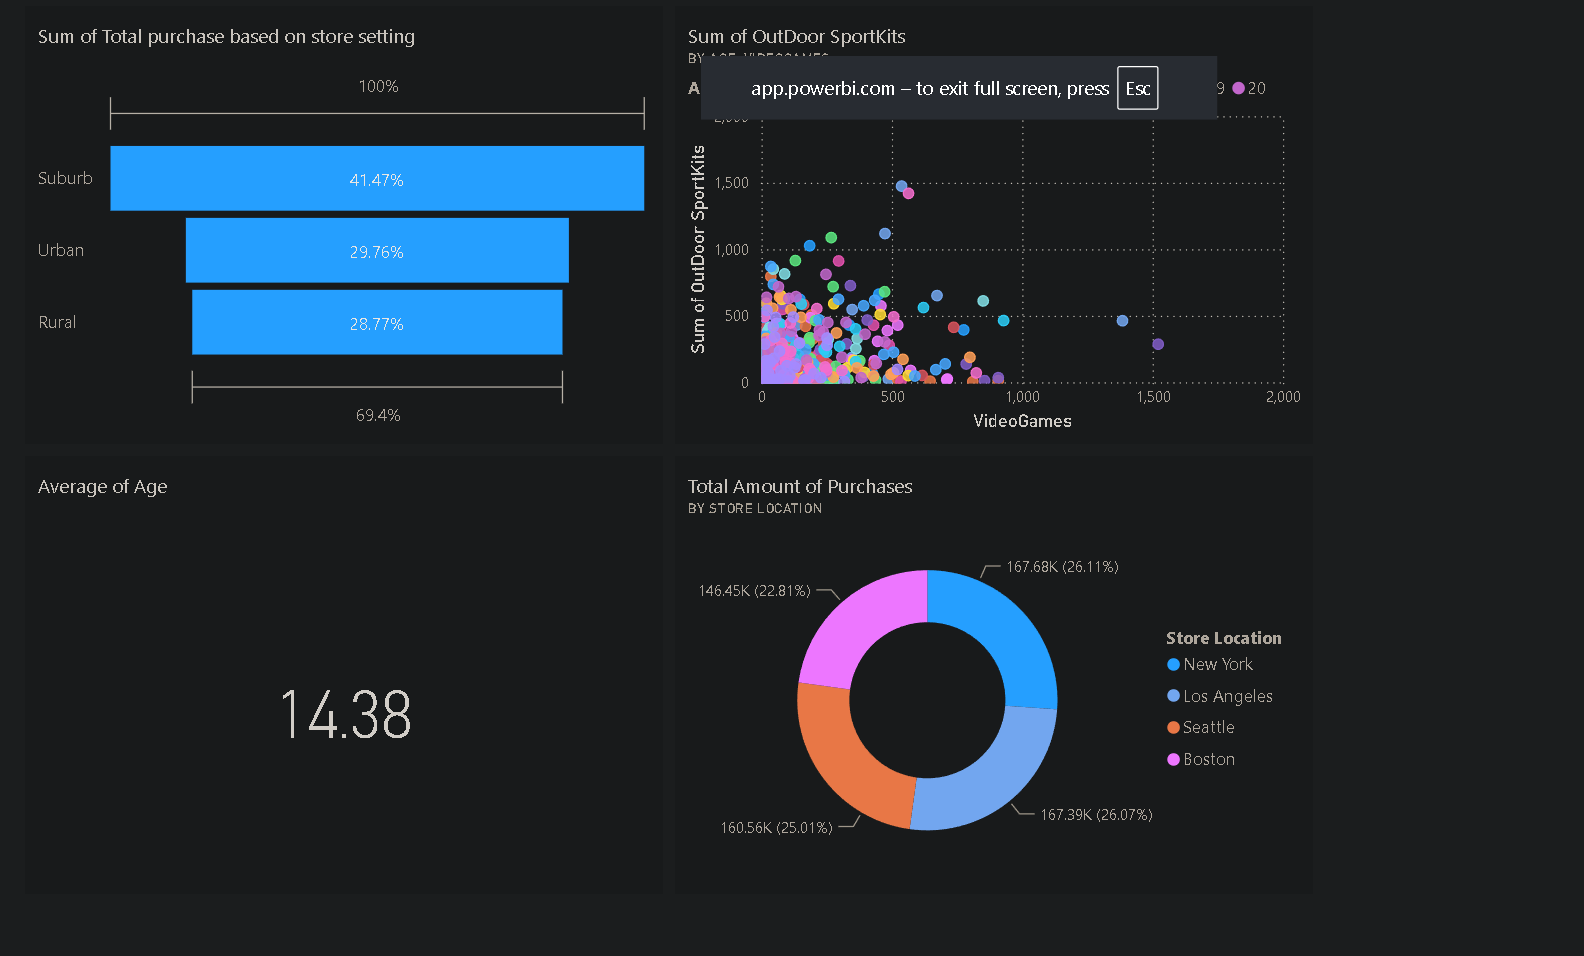 Sum of Total purchase based on store setting
100%
Suburb
41.47%
Urban
29.76%
Rural
28.77%
69.4%
Sum of OutDoor SportKits
BY AGE, VIDEOGAMES
app.powerbi.com – to exit full screen, press Esc
9 20
Sum of OutDoor SportKits
2,000
1,500
1,000
500
0
0 500 1,000 1,500 2,000
VideoGames
Average of Age
14.38
Total Amount of Purchases
BY STORE LOCATION
167.68K (26.11%)
146.45K (22.81%)
160.56K (25.01%)
167.39K (26.07%)
Store Location
New York
Los Angeles
Seattle
Boston